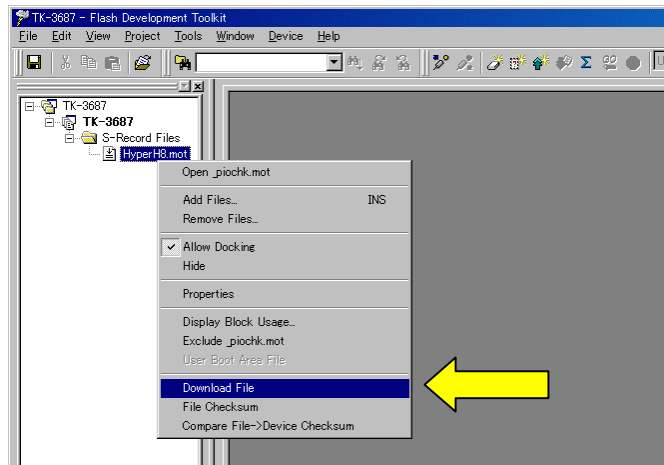 TK-3687 - Flash Development Toolkit
File Edit View Project Tools Window Device Help
TK-3687
TK-3687
S-Record Files
HyperH8.mot
Open _piochk.mot
Add Files... INS
Remove Files...
Allow Docking
Hide
Properties
Display Block Usage...
Exclude _piochk.mot
User Boot Area File
Download File
File Checksum
Compare File->Device Checksum